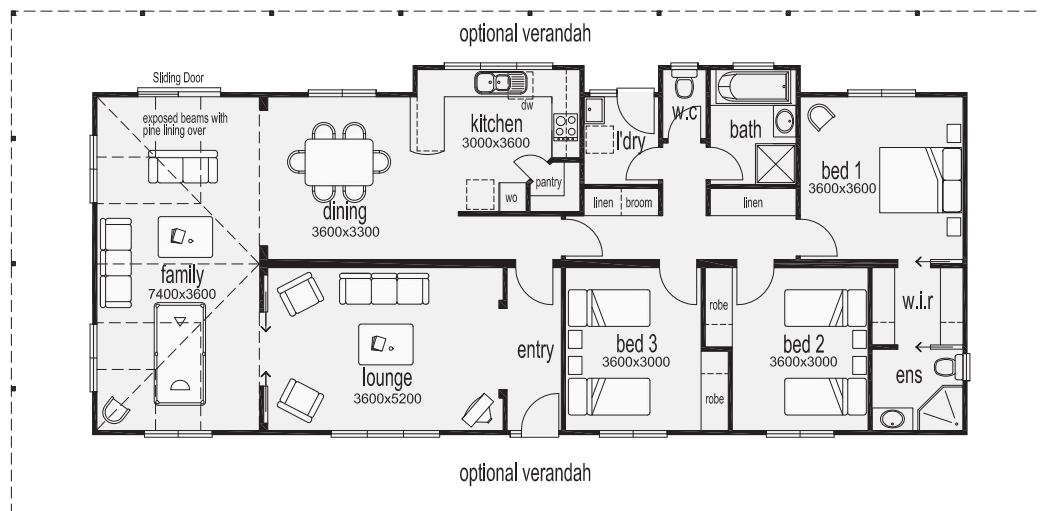 optional verandah
Sliding Door
exposed beams with
pine lining over
dw
kitchen
3000x3600
w.c
l'dry
bath
bed 1
3600x3600
pantry
wo
linen
broom
linen
dining
3600x3300
family
7400x3600
w.i.r
robe
entry
bed 3
3600x3000
bed 2
3600x3000
lounge
3600x5200
ens
robe
optional verandah